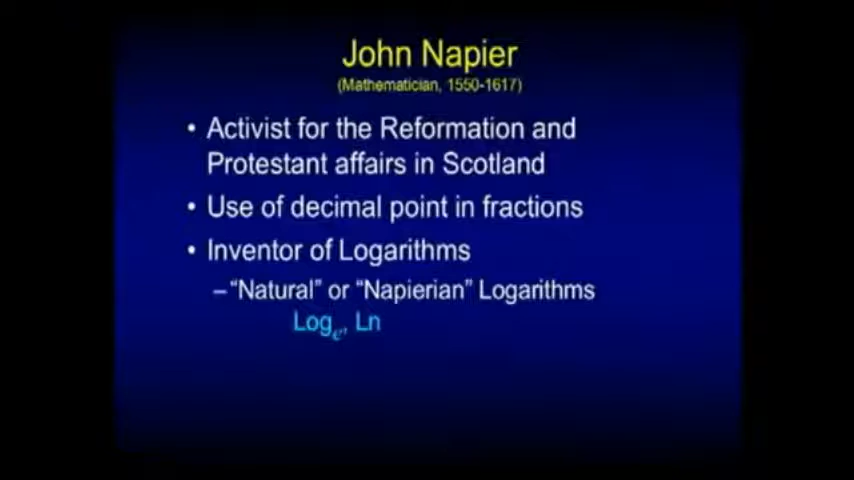 John Napier
(Mathematician, 1550-1617)
• Activist for the Reformation and
Protestant affairs in Scotland
• Use of decimal point in fractions
• Inventor of Logarithms
– “Natural” or “Napierian” Logarithms
Logₑ, Ln